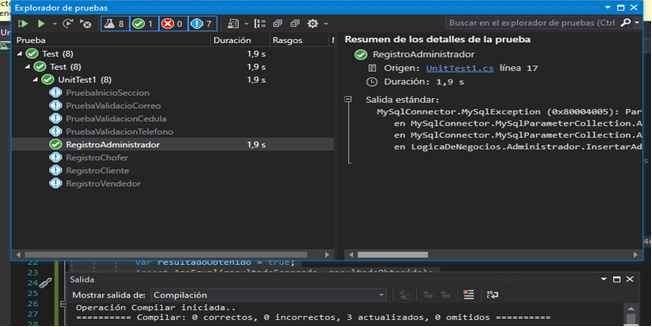 Explorador de pruebas
8 1 0 7
Buscar en el explorador de pruebas (Ctrl
Prueba Duración Rasgos
Test (8) 1,9 s
Test (8) 1,9 s
UnitTest1 (8) 1,9 s
PruebaInicioSeccion
PruebaValidacioCorreo
PruebaValidacionCedula
PruebaValidacionTelefono
RegistroAdministrador 1,9 s
RegistroChofer
RegistroCliente
RegistroVendedor
Resumen de los detalles de la prueba
RegistroAdministrador
Origen: UnitTest1.cs línea 17
Duración: 1,9 s
Salida estándar:
MySqlConnector.MySqlException (0x80004005): Par
en MySqlConnector.MySqlParameterCollection.A
en MySqlConnector.MySqlParameterCollection.A
en LogicaDeNegocios.Administrador.InsertarAd
22 var resultadoObtenido = true;
23
24
25
26
Salida
Mostrar salida de: Compilación
Operación Compilar iniciada..
========== Compilar: 0 correctos, 0 incorrectos, 3 actualizados, 0 omitidos ==========